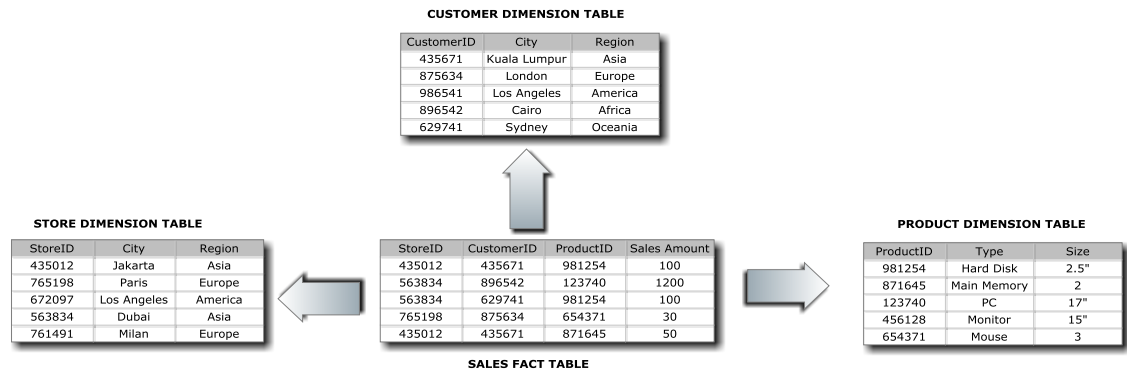 CUSTOMER DIMENSION TABLE
CustomerID City Region
435671 Kuala Lumpur Asia
875634 London Europe
986541 Los Angeles America
896542 Cairo Africa
629741 Sydney Oceania
STORE DIMENSION TABLE
StoreID City Region
435012 Jakarta Asia
765198 Paris Europe
672097 Los Angeles America
563834 Dubai Asia
761491 Milan Europe
StoreID CustomerID ProductID Sales Amount
435012 435671 981254 100
563834 896542 123740 1200
563834 629741 981254 100
765198 875634 654371 30
435012 435671 871645 50
SALES FACT TABLE
PRODUCT DIMENSION TABLE
ProductID Type Size
981254 Hard Disk 2.5"
871645 Main Memory 2
123740 PC 17"
456128 Monitor 15"
654371 Mouse 3